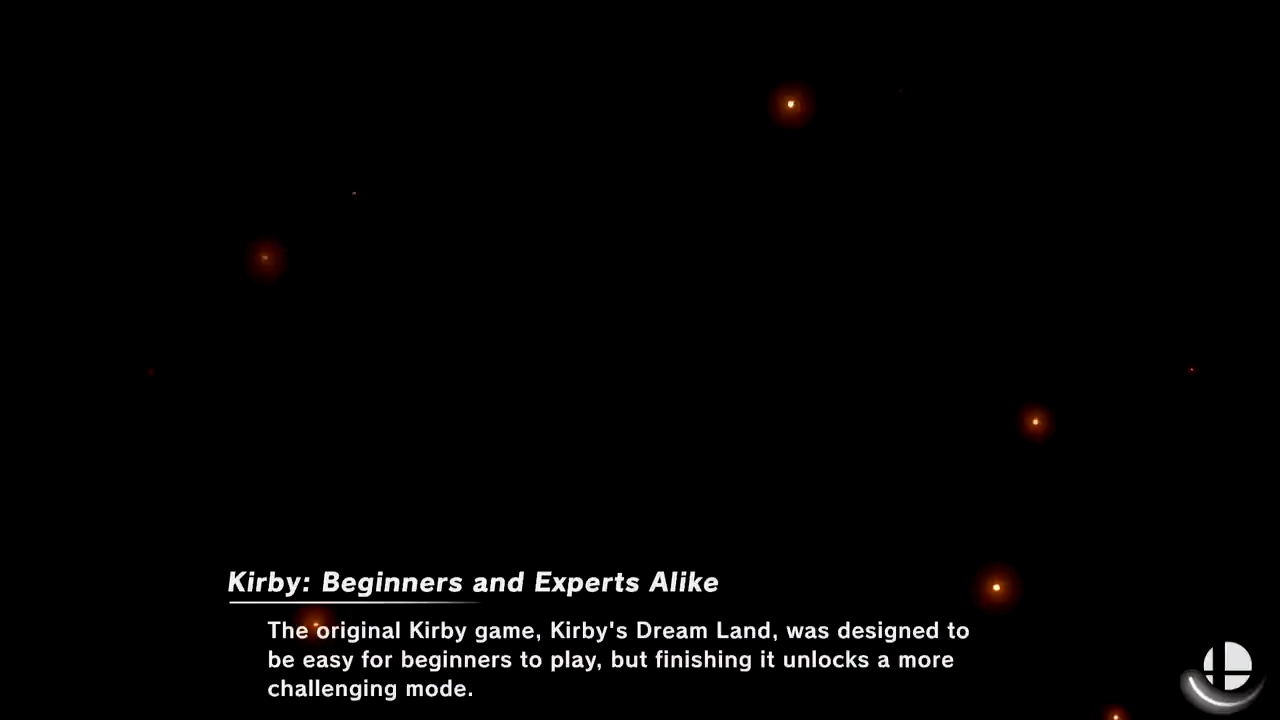 Kirby: Beginners and Experts Alike
The original Kirby game, Kirby's Dream Land, was designed to
be easy for beginners to play, but finishing it unlocks a more
challenging mode.